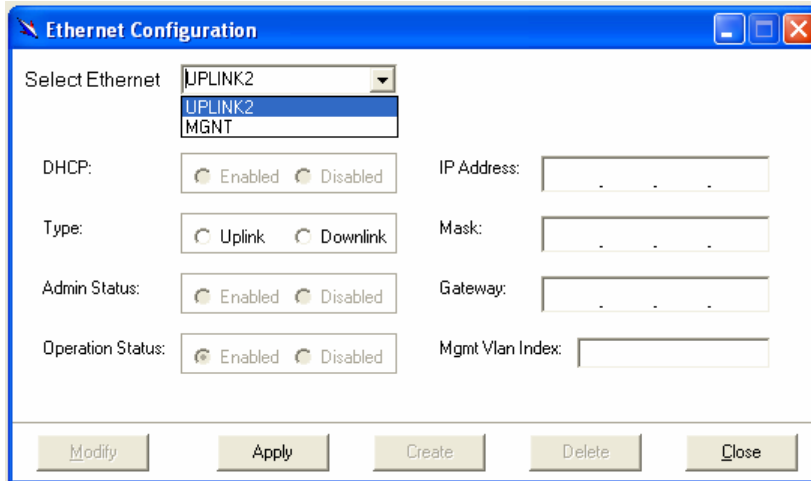 Ethernet Configuration
Select Ethernet UPLINK2
UPLINK2
MGNT
DHCP: Enabled Disabled IP Address: . . .
Type: Uplink Downlink Mask: . . .
Admin Status: Enabled Disabled Gateway: . . .
Operation Status: Enabled Disabled Mgmt Vlan Index:
Modify Apply Create Delete Close